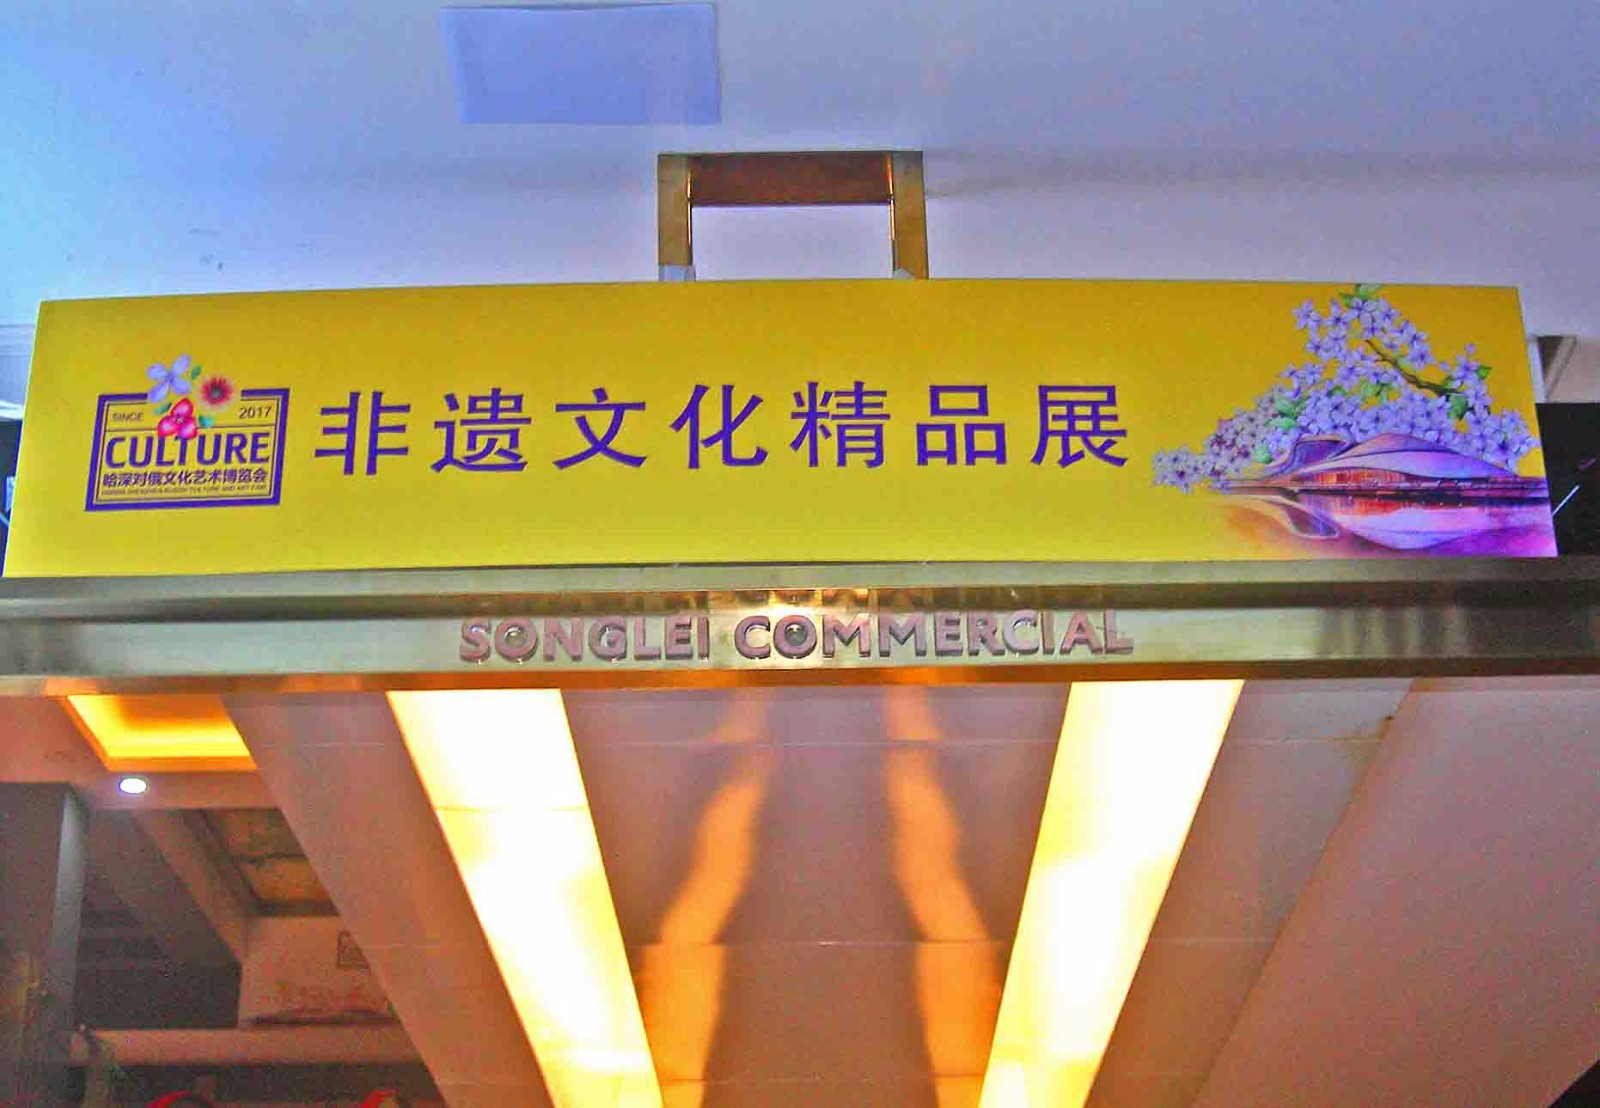 SINCE 2017
CULTURE
哈深对俄文化艺术博览会
非遗文化精品展
SONGLEI COMMERCIAL